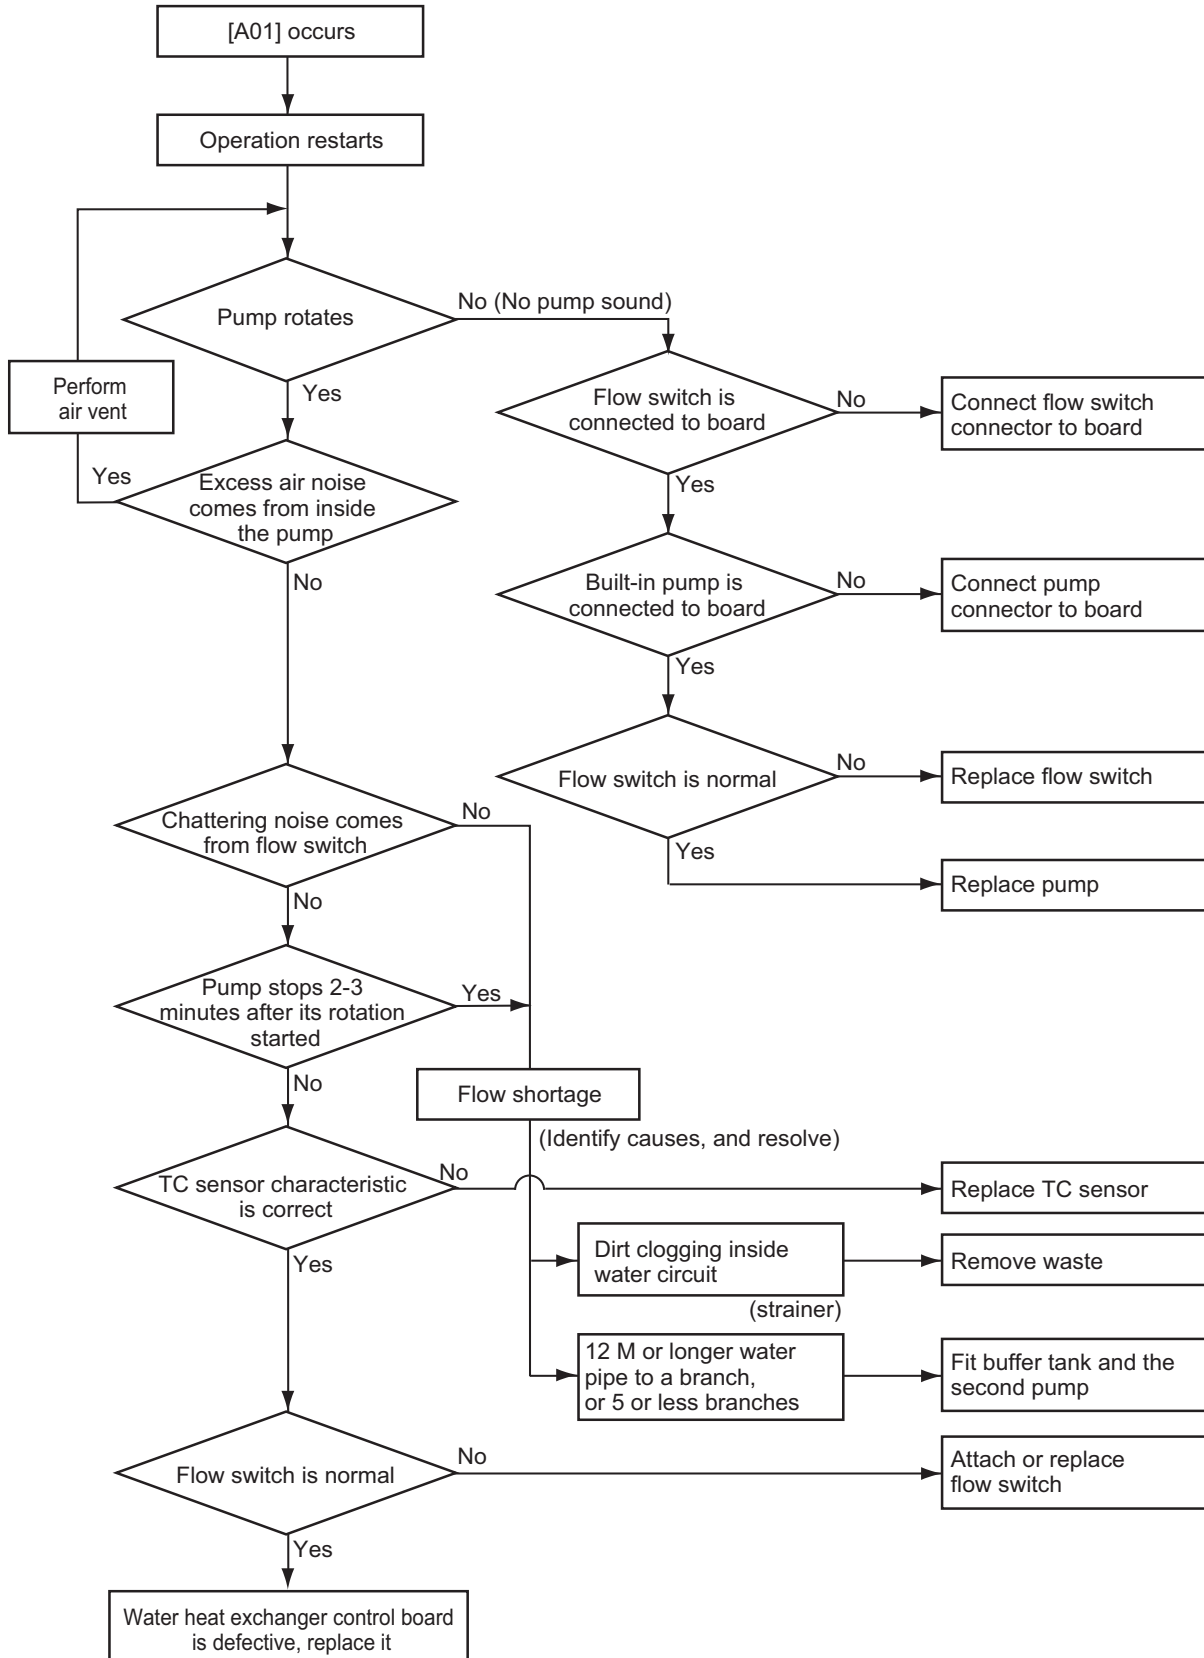 [A01] occurs
Operation restarts
Pump rotates
No (No pump sound)
Yes
Perform
air vent
Flow switch is
connected to board
No
Connect flow switch
connector to board
Yes
Excess air noise
comes from inside
the pump
Yes
No
Built-in pump is
connected to board
No
Connect pump
connector to board
Yes
Flow switch is normal
No
Replace flow switch
Yes
Replace pump
Chattering noise comes
from flow switch
No
No
Pump stops 2-3
minutes after its rotation
started
Yes
No
Flow shortage
(Identify causes, and resolve)
TC sensor characteristic
is correct
No
Replace TC sensor
Yes
Dirt clogging inside
water circuit
(strainer)
Remove waste
12 M or longer water
pipe to a branch,
or 5 or less branches
Fit buffer tank and the
second pump
Flow switch is normal
No
Attach or replace
flow switch
Yes
Water heat exchanger control board
is defective, replace it